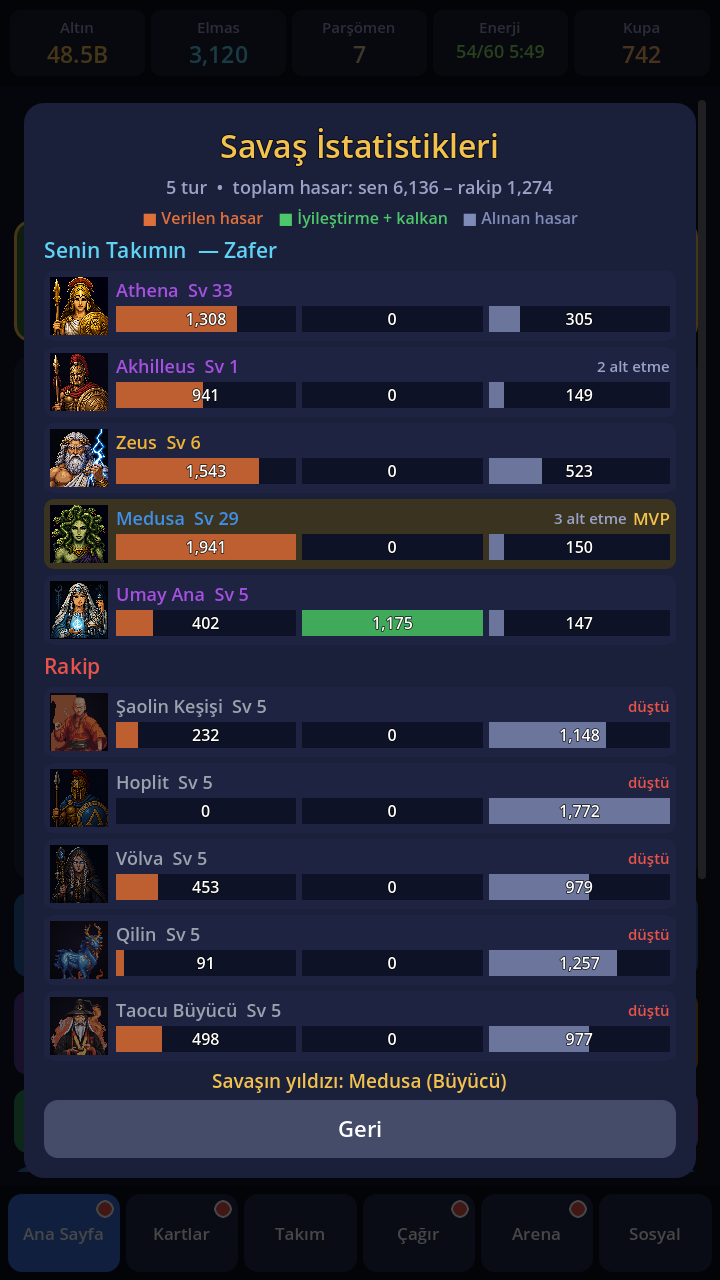 Altın Elmas Parşömen Enerji Kupa
48.5B 3,120 7 54/60 5:49 742
Savaş İstatistikleri
5 tur • toplam hasar: sen 6,136 – rakip 1,274
Verilen hasar İyileştirme + kalkan Alınan hasar
Senin Takımın — Zafer
Athena Sv 33
1,308 0 305
Akhilleus Sv 1 2 alt etme
941 0 149
Zeus Sv 6
1,543 0 523
Medusa Sv 29 3 alt etme MVP
1,941 0 150
Umay Ana Sv 5
402 1,175 147
Rakip
Şaolin Keşişi Sv 5 düştü
232 0 1,148
Hoplit Sv 5 düştü
0 0 1,772
Völva Sv 5 düştü
453 0 979
Qilin Sv 5 düştü
91 0 1,257
Taocu Büyücü Sv 5 düştü
498 0 977
Savaşın yıldızı: Medusa (Büyücü)
Geri
Ana Sayfa Kartlar Takım Çağır Arena Sosyal